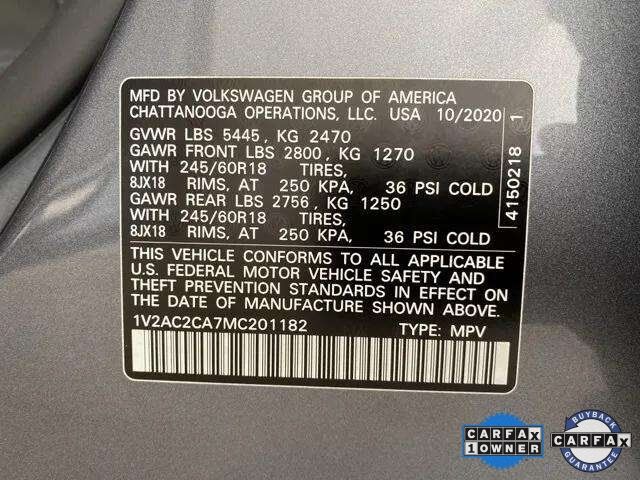 MFD BY VOLKSWAGEN GROUP OF AMERICA
CHATTANOOGA OPERATIONS, LLC. USA 10/2020
GVWR LBS 5445, KG 2470
GAWR FRONT LBS 2800, KG 1270
WITH 245/60R18 TIRES,
8JX18 RIMS, AT 250 KPA, 36 PSI COLD
GAWR REAR LBS 2756, KG 1250
WITH 245/60R18 TIRES,
8JX18 RIMS, AT 250 KPA, 36 PSI COLD
THIS VEHICLE CONFORMS TO ALL APPLICABLE
U.S. FEDERAL MOTOR VEHICLE SAFETY AND
THEFT PREVENTION STANDARDS IN EFFECT ON
THE DATE OF MANUFACTURE SHOWN ABOVE.
1V2AC2CA7MC201182 TYPE: MPV
4150218 1
CARFAX
1 OWNER
BUYBACK
CARFAX
GUARANTEE